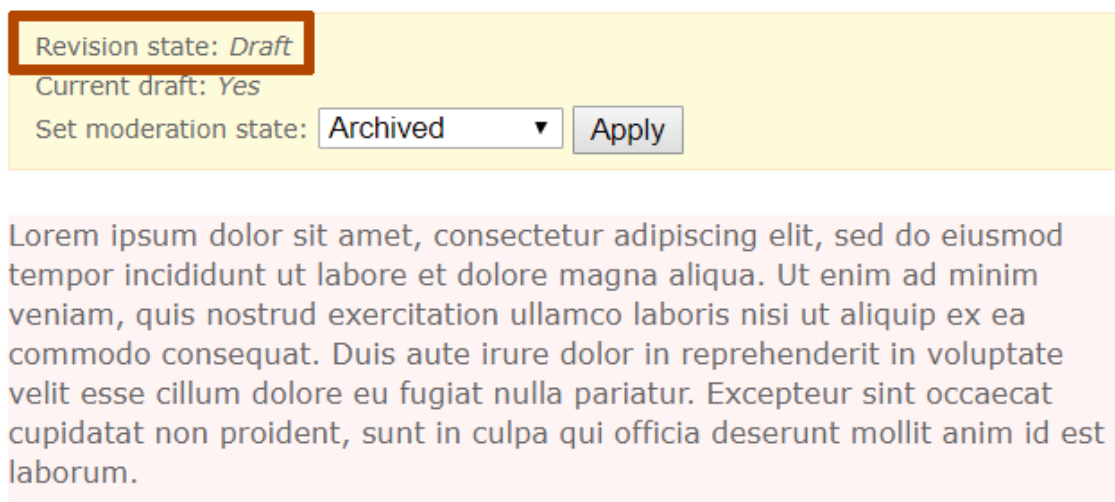 Revision state: Draft
Current draft: Yes
Set moderation state: Archived Apply
Lorem ipsum dolor sit amet, consectetur adipiscing elit, sed do eiusmod
tempor incididunt ut labore et dolore magna aliqua. Ut enim ad minim
veniam, quis nostrud exercitation ullamco laboris nisi ut aliquip ex ea
commodo consequat. Duis aute irure dolor in reprehenderit in voluptate
velit esse cillum dolore eu fugiat nulla pariatur. Excepteur sint occaecat
cupidatat non proident, sunt in culpa qui officia deserunt mollit anim id est
laborum.